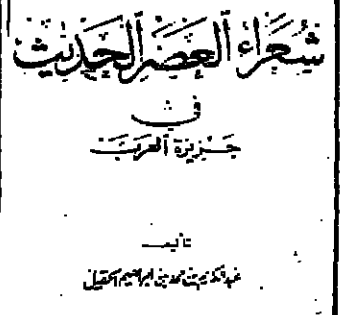 شعراء العصر الحديث
في
جزيرة العرب
تأليف
عبدالكريم بن حمد بن ابراهيم الحقيل